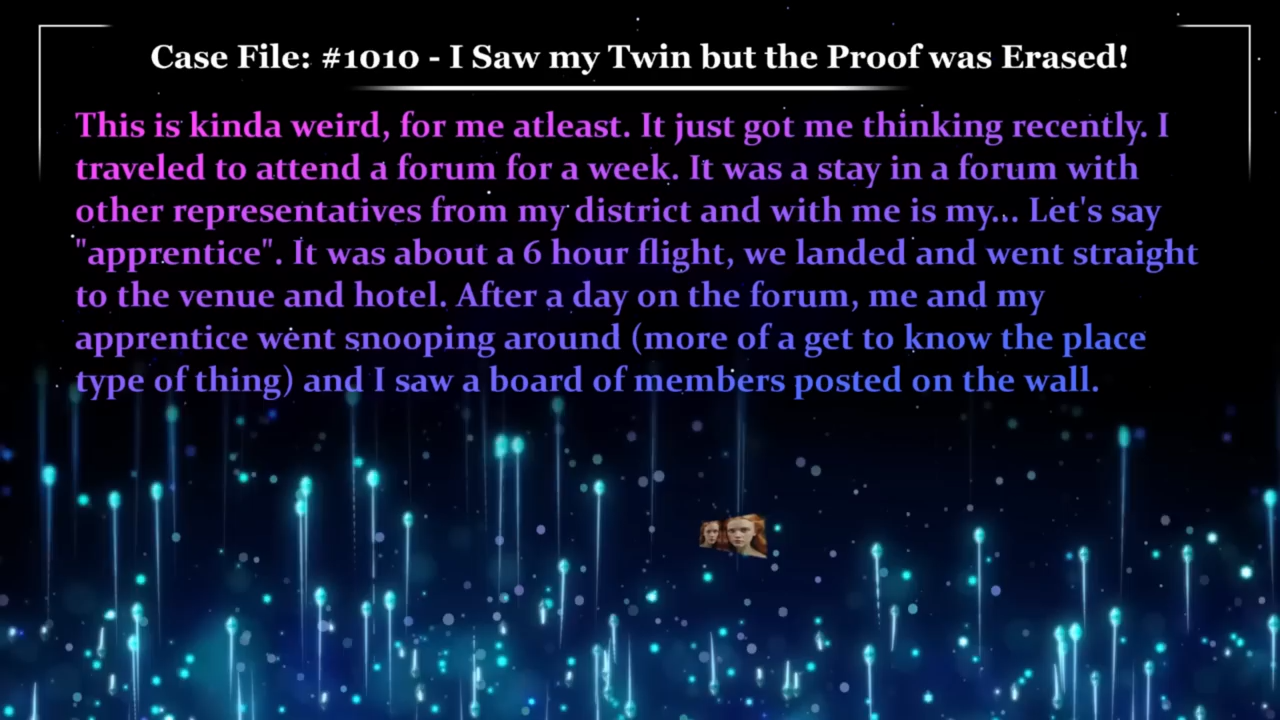 Case File: #1010 - I Saw my Twin but the Proof was Erased!
This is kinda weird, for me atleast. It just got me thinking recently. I
traveled to attend a forum for a week. It was a stay in a forum with
other representatives from my district and with me is my... Let's say
"apprentice". It was about a 6 hour flight, we landed and went straight
to the venue and hotel. After a day on the forum, me and my
apprentice went snooping around (more of a get to know the place
type of thing) and I saw a board of members posted on the wall.